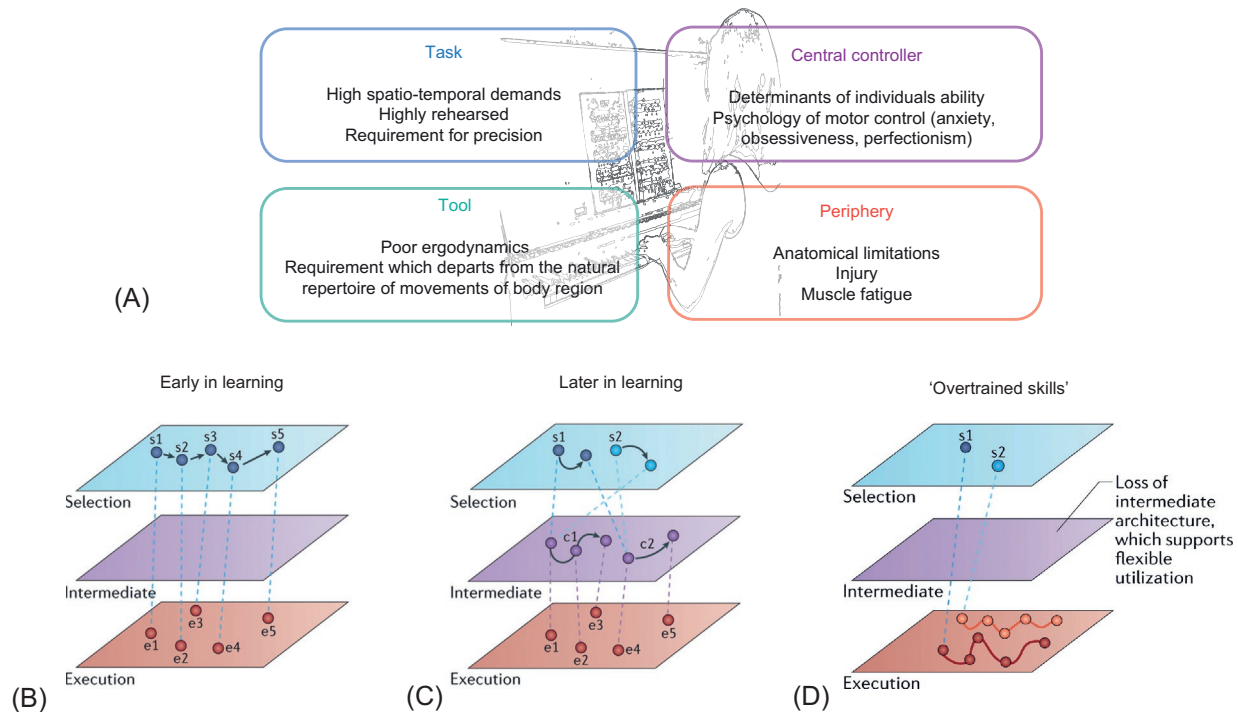 Task
High spatio-temporal demands
Highly rehearsed
Requirement for precision
Central controller
Determinants of individuals ability
Psychology of motor control (anxiety,
obsessiveness, perfectionism)
Tool
Poor ergodynamics
Requirement which departs from the natural
repertoire of movements of body region
Periphery
Anatomical limitations
Injury
Muscle fatigue
(A)
Early in learning
s1
s2
s3
s4
s5
Selection
Intermediate
e1
e2
e3
e4
e5
Execution
(B)
Later in learning
s1
s2
Selection
c1
c2
Intermediate
e1
e2
e3
e4
e5
Execution
(C)
'Overtrained skills'
s1
s2
Selection
Loss of
intermediate
architecture,
which supports
flexible
utilization
Intermediate
Execution
(D)